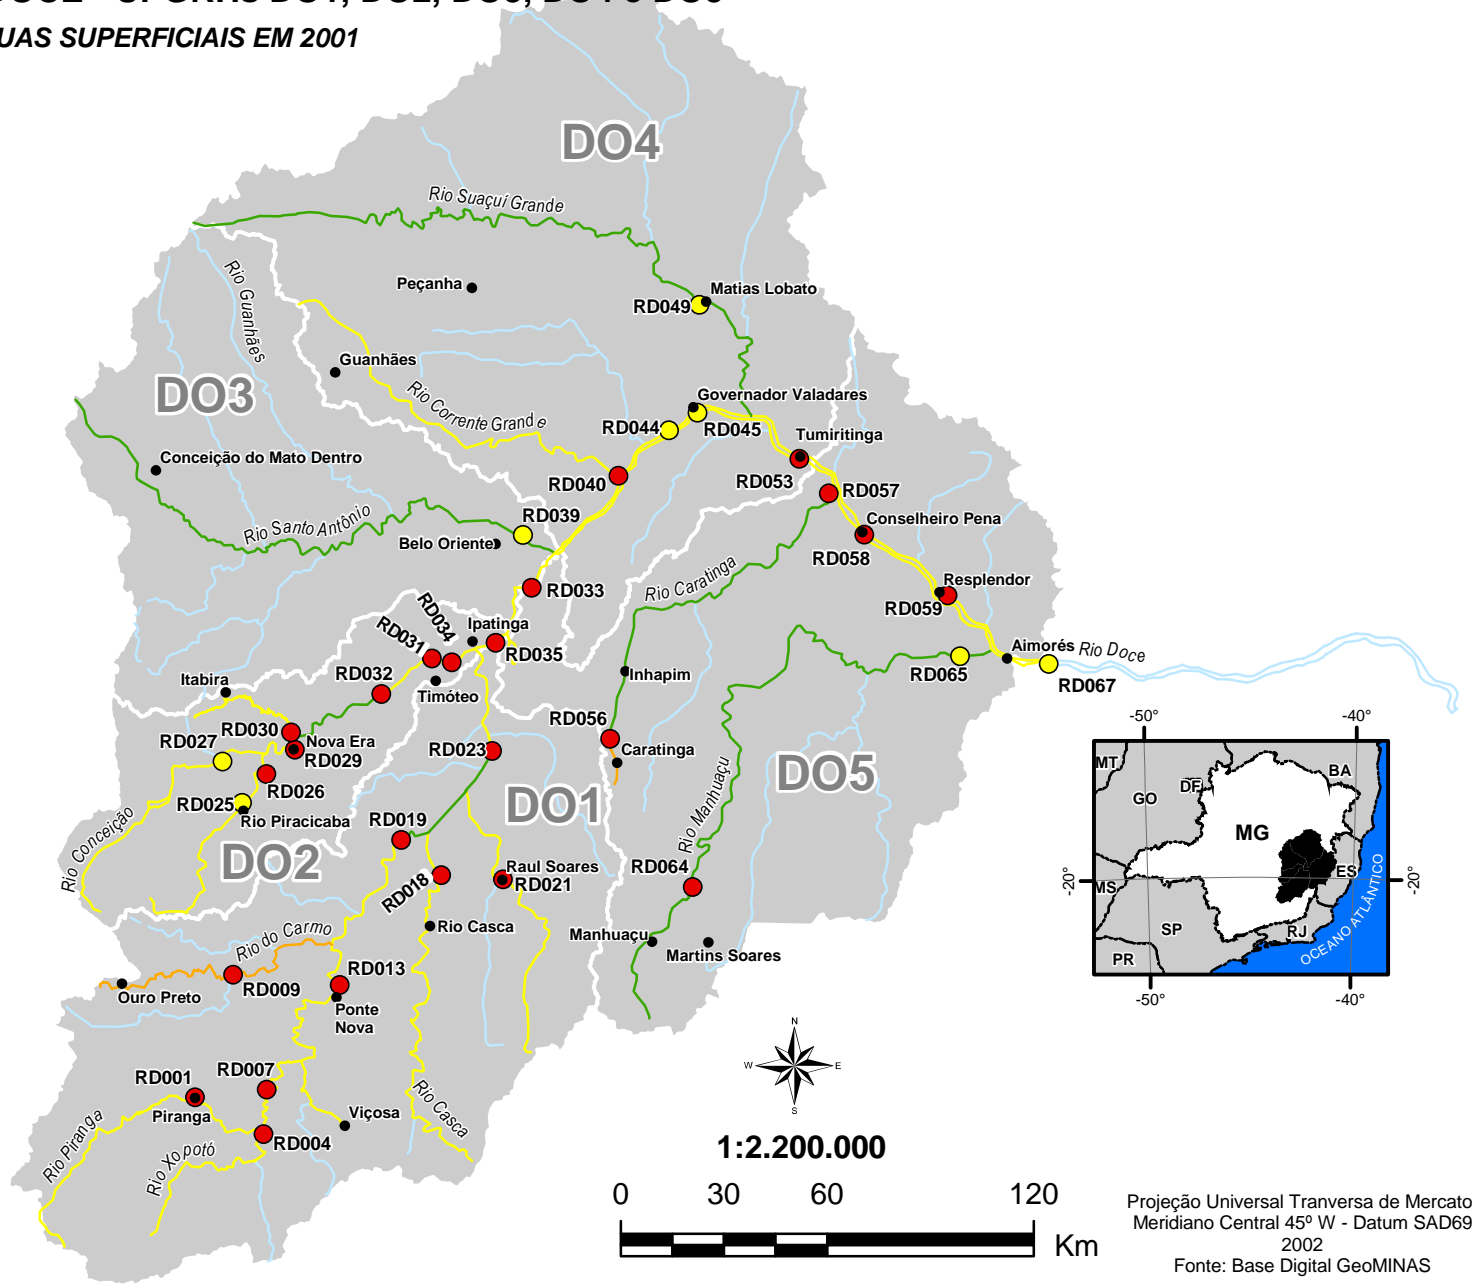 UAS SUPERFICIAIS EM 2001
DO4
Rio Suaçuí Grande
Rio Guanhães
Peçanha
Matias Lobato
RD049
Guanhães
DO3
Rio Corrente Grande
Governador Valadares
RD044
RD045
Tumiritinga
Conceição do Mato Dentro
RD053
RD040
RD057
RD039
Conselheiro Pena
Rio Santo Antônio
Belo Oriente
RD058
Rio Caratinga
RD033
Resplendor
RD059
RD034
Ipatinga
RD031
RD035
Aimorés
Rio Doce
RD065
RD067
Itabira
RD032
Timóteo
Inhapim
RD056
RD030
Nova Era
RD027
RD029
RD023
Caratinga
RD026
DO5
RD025
Rio Piracicaba
DO1
Rio Manhuaçu
Rio Conceição
RD019
DO2
RD018
Raul Soares
RD021
RD064
Rio Casca
Manhuaçu
Martins Soares
Rio do Carmo
RD013
RD009
Ouro Preto
Ponte
Nova
RD007
RD001
Piranga
Viçosa
Rio Casca
RD004
Rio Piranga
Rio Xopotó
-50°
-40°
MT
DF
BA
GO
MG
-20°
-20°
MS
ES
SP
RJ
PR
OCEANO ATLÂNTICO
-50°
-40°
N
W
E
S
1:2.200.000
0 30 60 120
Km
Projeção Universal Tranversa de Mercato
Meridiano Central 45º W - Datum SAD69
2002
Fonte: Base Digital GeoMINAS